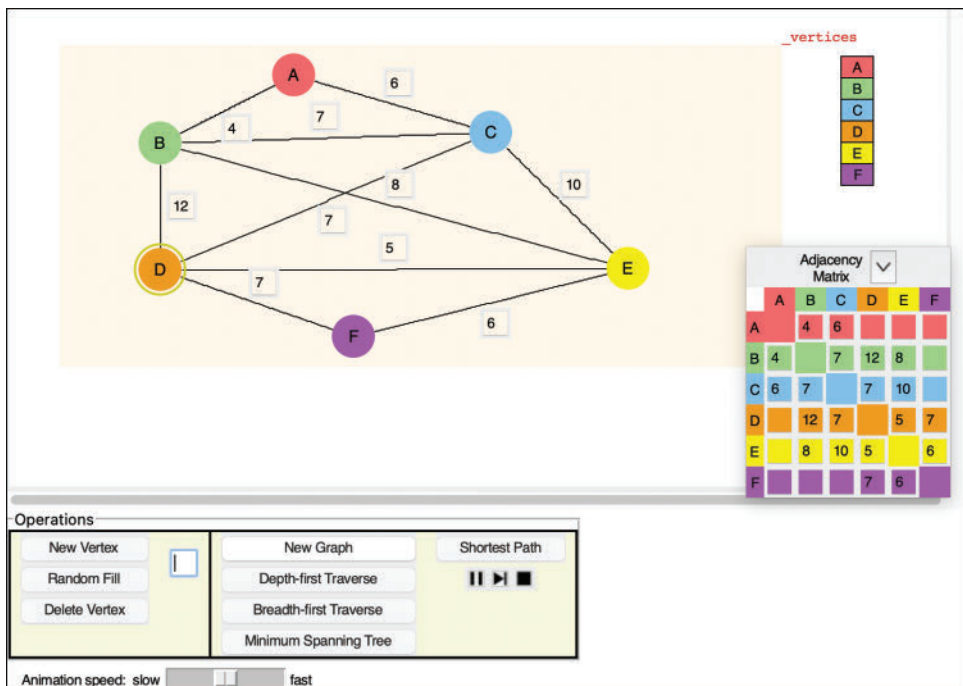 _vertices
A
B
C
D
E
F
A
B
C
D
E
F
6
7
4
8
10
12
7
5
7
6
Adjacency
Matrix
A B C D E F
A 4 6
B 4 7 12 8
C 6 7 7 10
D 12 7 5 7
E 8 10 5 6
F 7 6
Operations
New Vertex New Graph Shortest Path
Random Fill Depth-first Traverse
Delete Vertex Breadth-first Traverse
Minimum Spanning Tree
Animation speed: slow fast